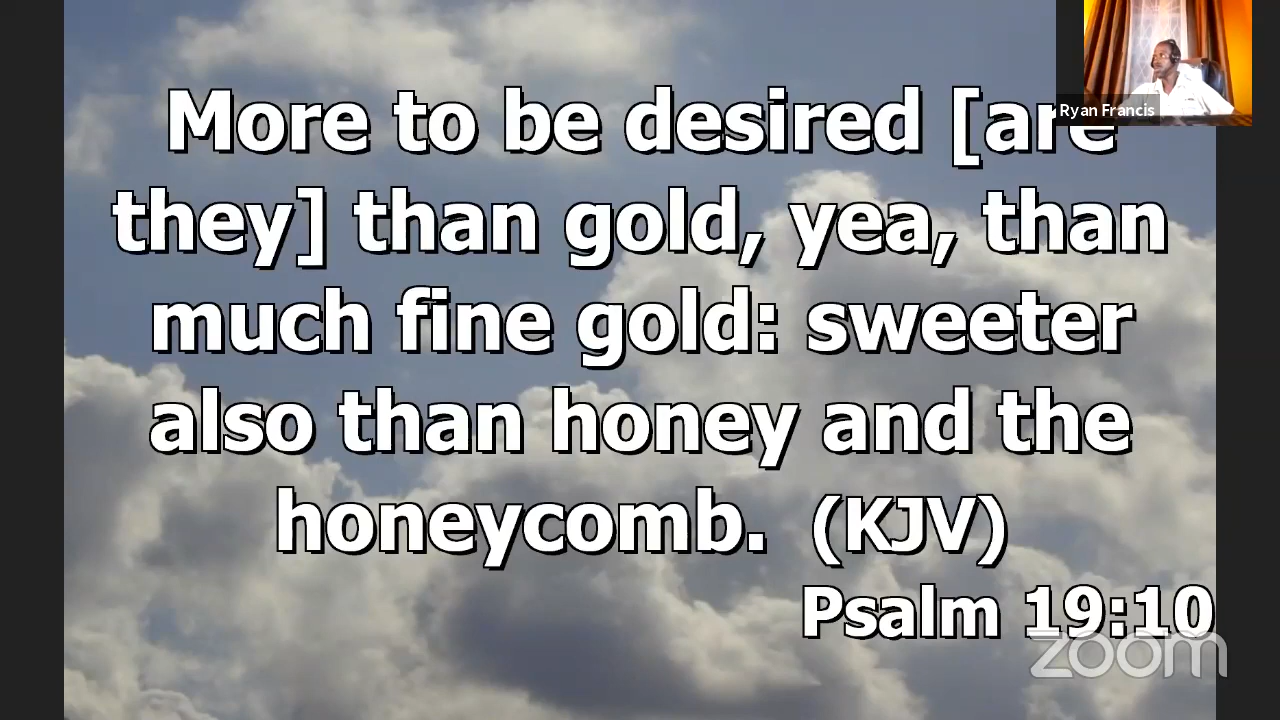 More to be desired [are
they] than gold, yea, than
much fine gold: sweeter
also than honey and the
honeycomb. (KJV)
Psalm 19:10
Ryan Francis
zoom